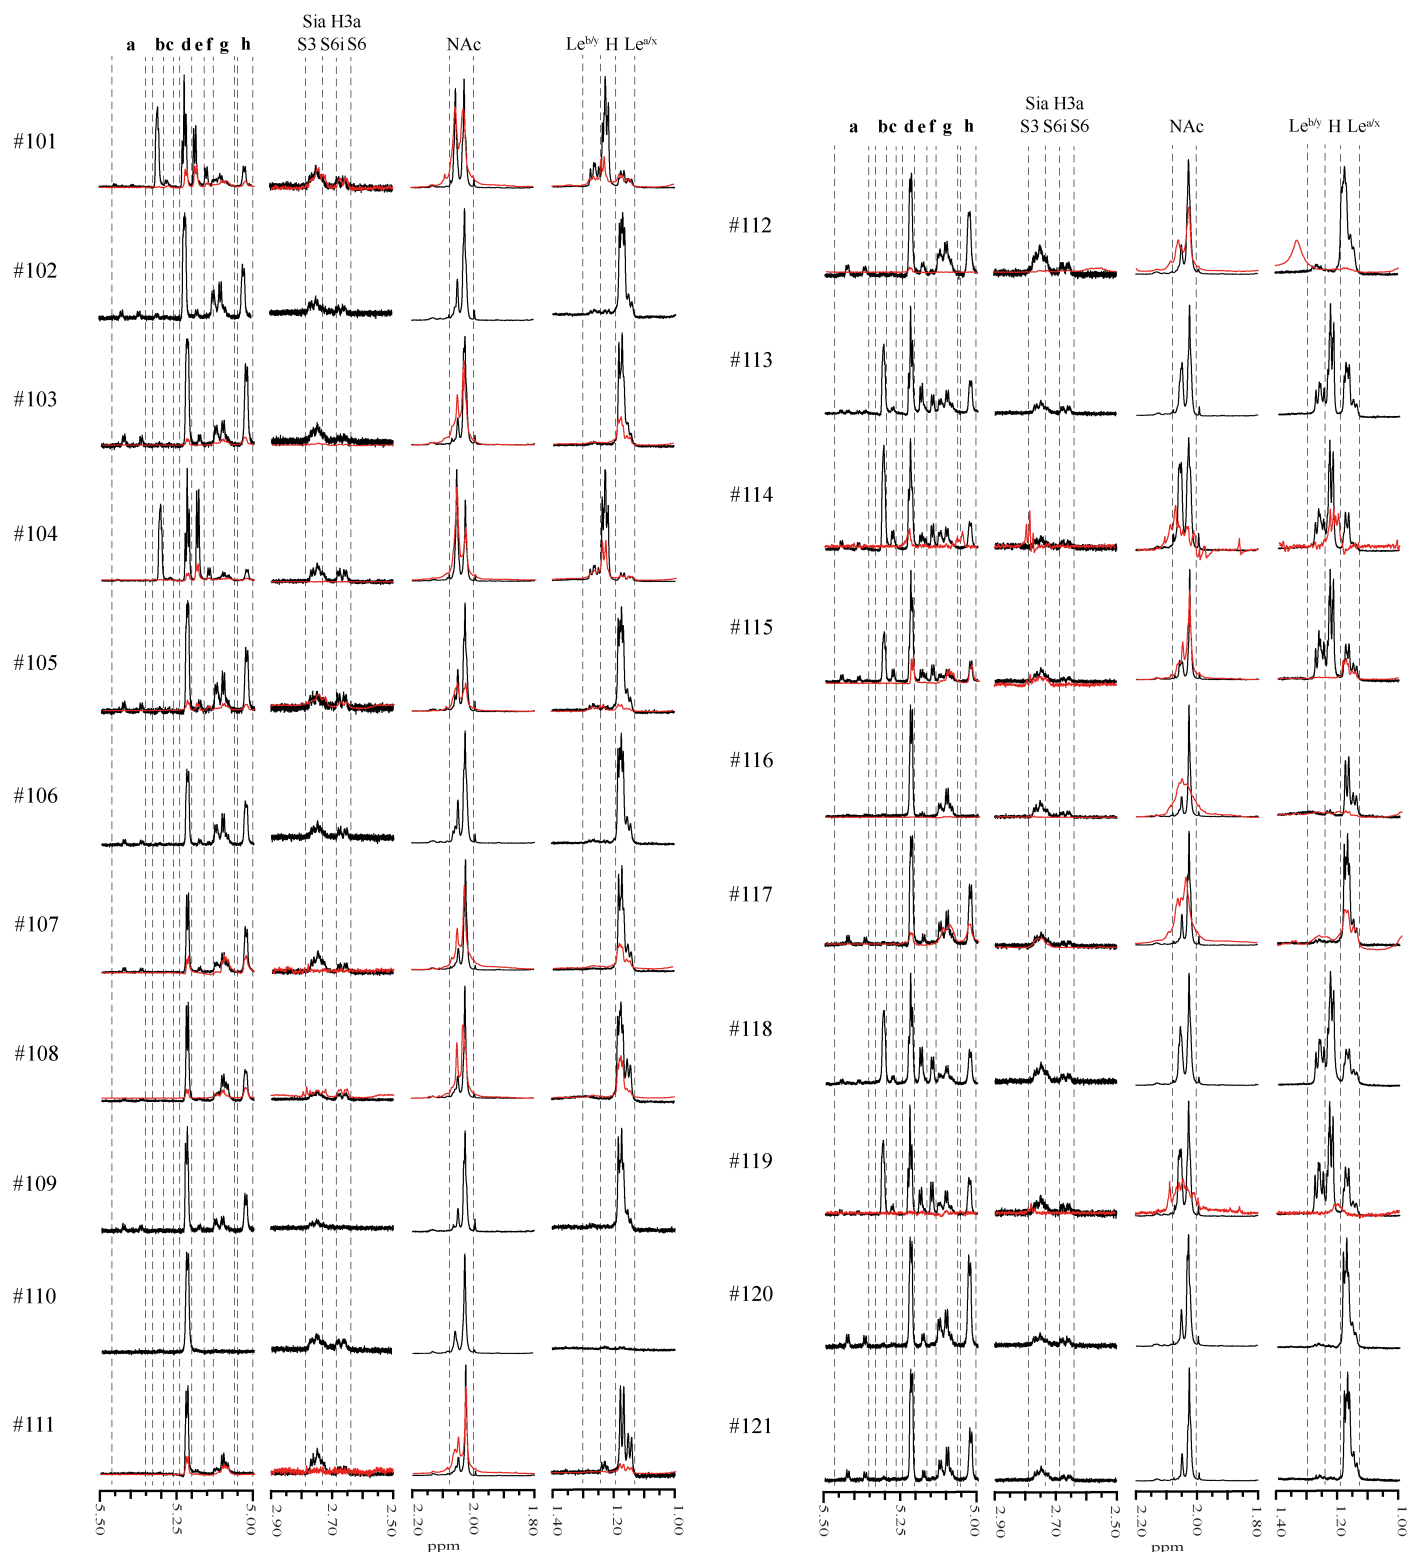 Sia H3a
a bc d e f g h S3 S6i S6 NAc Leb/y H Lea/x
#101
#102
#103
#104
#105
#106
#107
#108
#109
#110
#111
5.50 5.25 5.00 2.90 2.70 2.50 2.20 2.00 1.80 1.40 1.20 1.00
ppm
Sia H3a
a bc d e f g h S3 S6i S6 NAc Leb/y H Lea/x
#112
#113
#114
#115
#116
#117
#118
#119
#120
#121
5.50 5.25 5.00 2.90 2.70 2.50 2.20 2.00 1.80 1.40 1.20 1.00
ppm